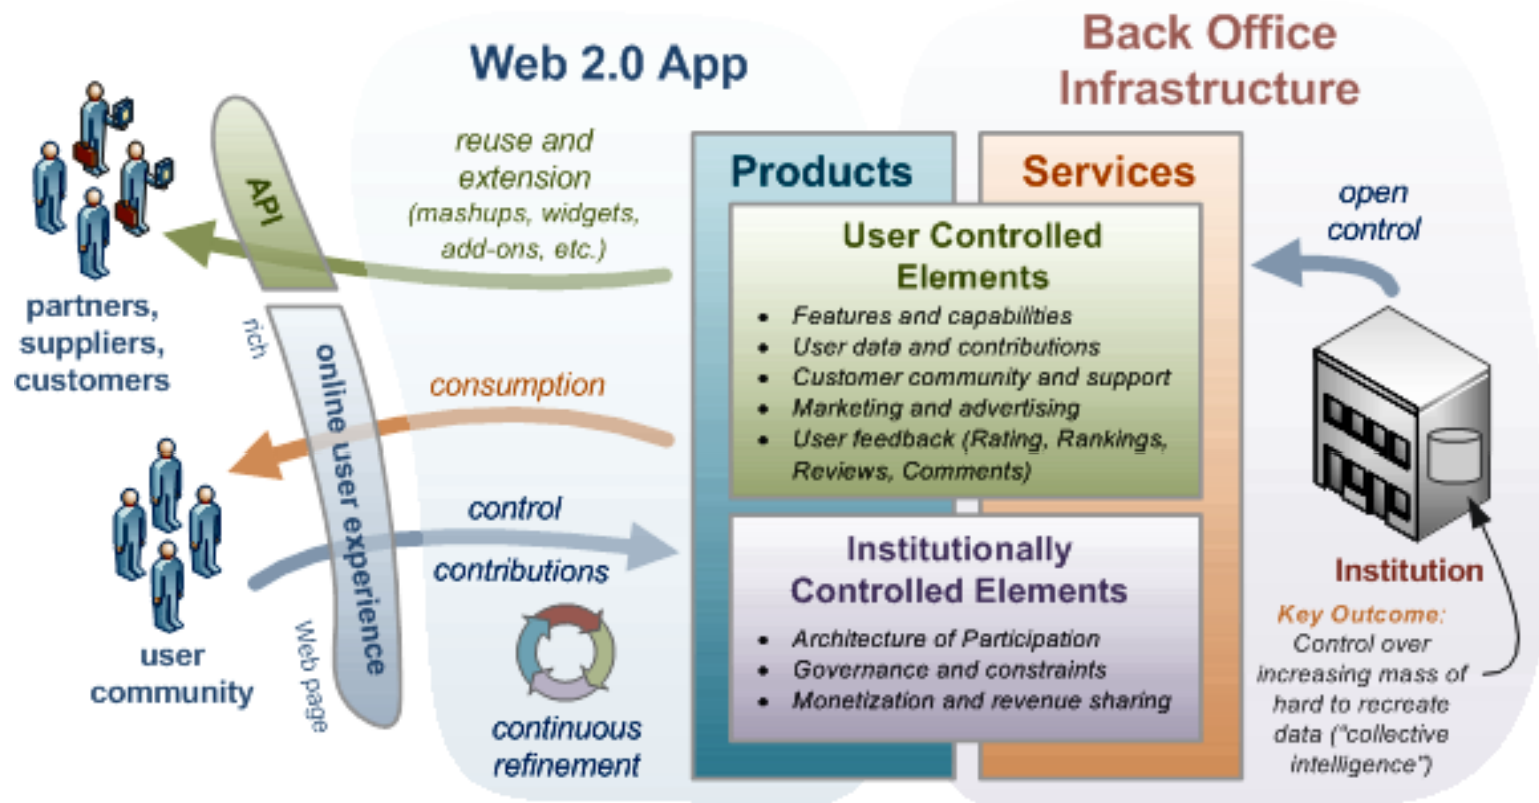 Web 2.0 App
Back Office
Infrastructure
reuse and
extension
(mashups, widgets,
add-ons, etc.)
API
partners,
suppliers,
customers
rich
online user experience
Web page
consumption
control
contributions
user
community
continuous
refinement
Products
Services
User Controlled
Elements
• Features and capabilities
• User data and contributions
• Customer community and support
• Marketing and advertising
• User feedback (Rating, Rankings,
Reviews, Comments)
Institutionally
Controlled Elements
• Architecture of Participation
• Governance and constraints
• Monetization and revenue sharing
open
control
Institution
Key Outcome:
Control over
increasing mass of
hard to recreate
data ("collective
intelligence")